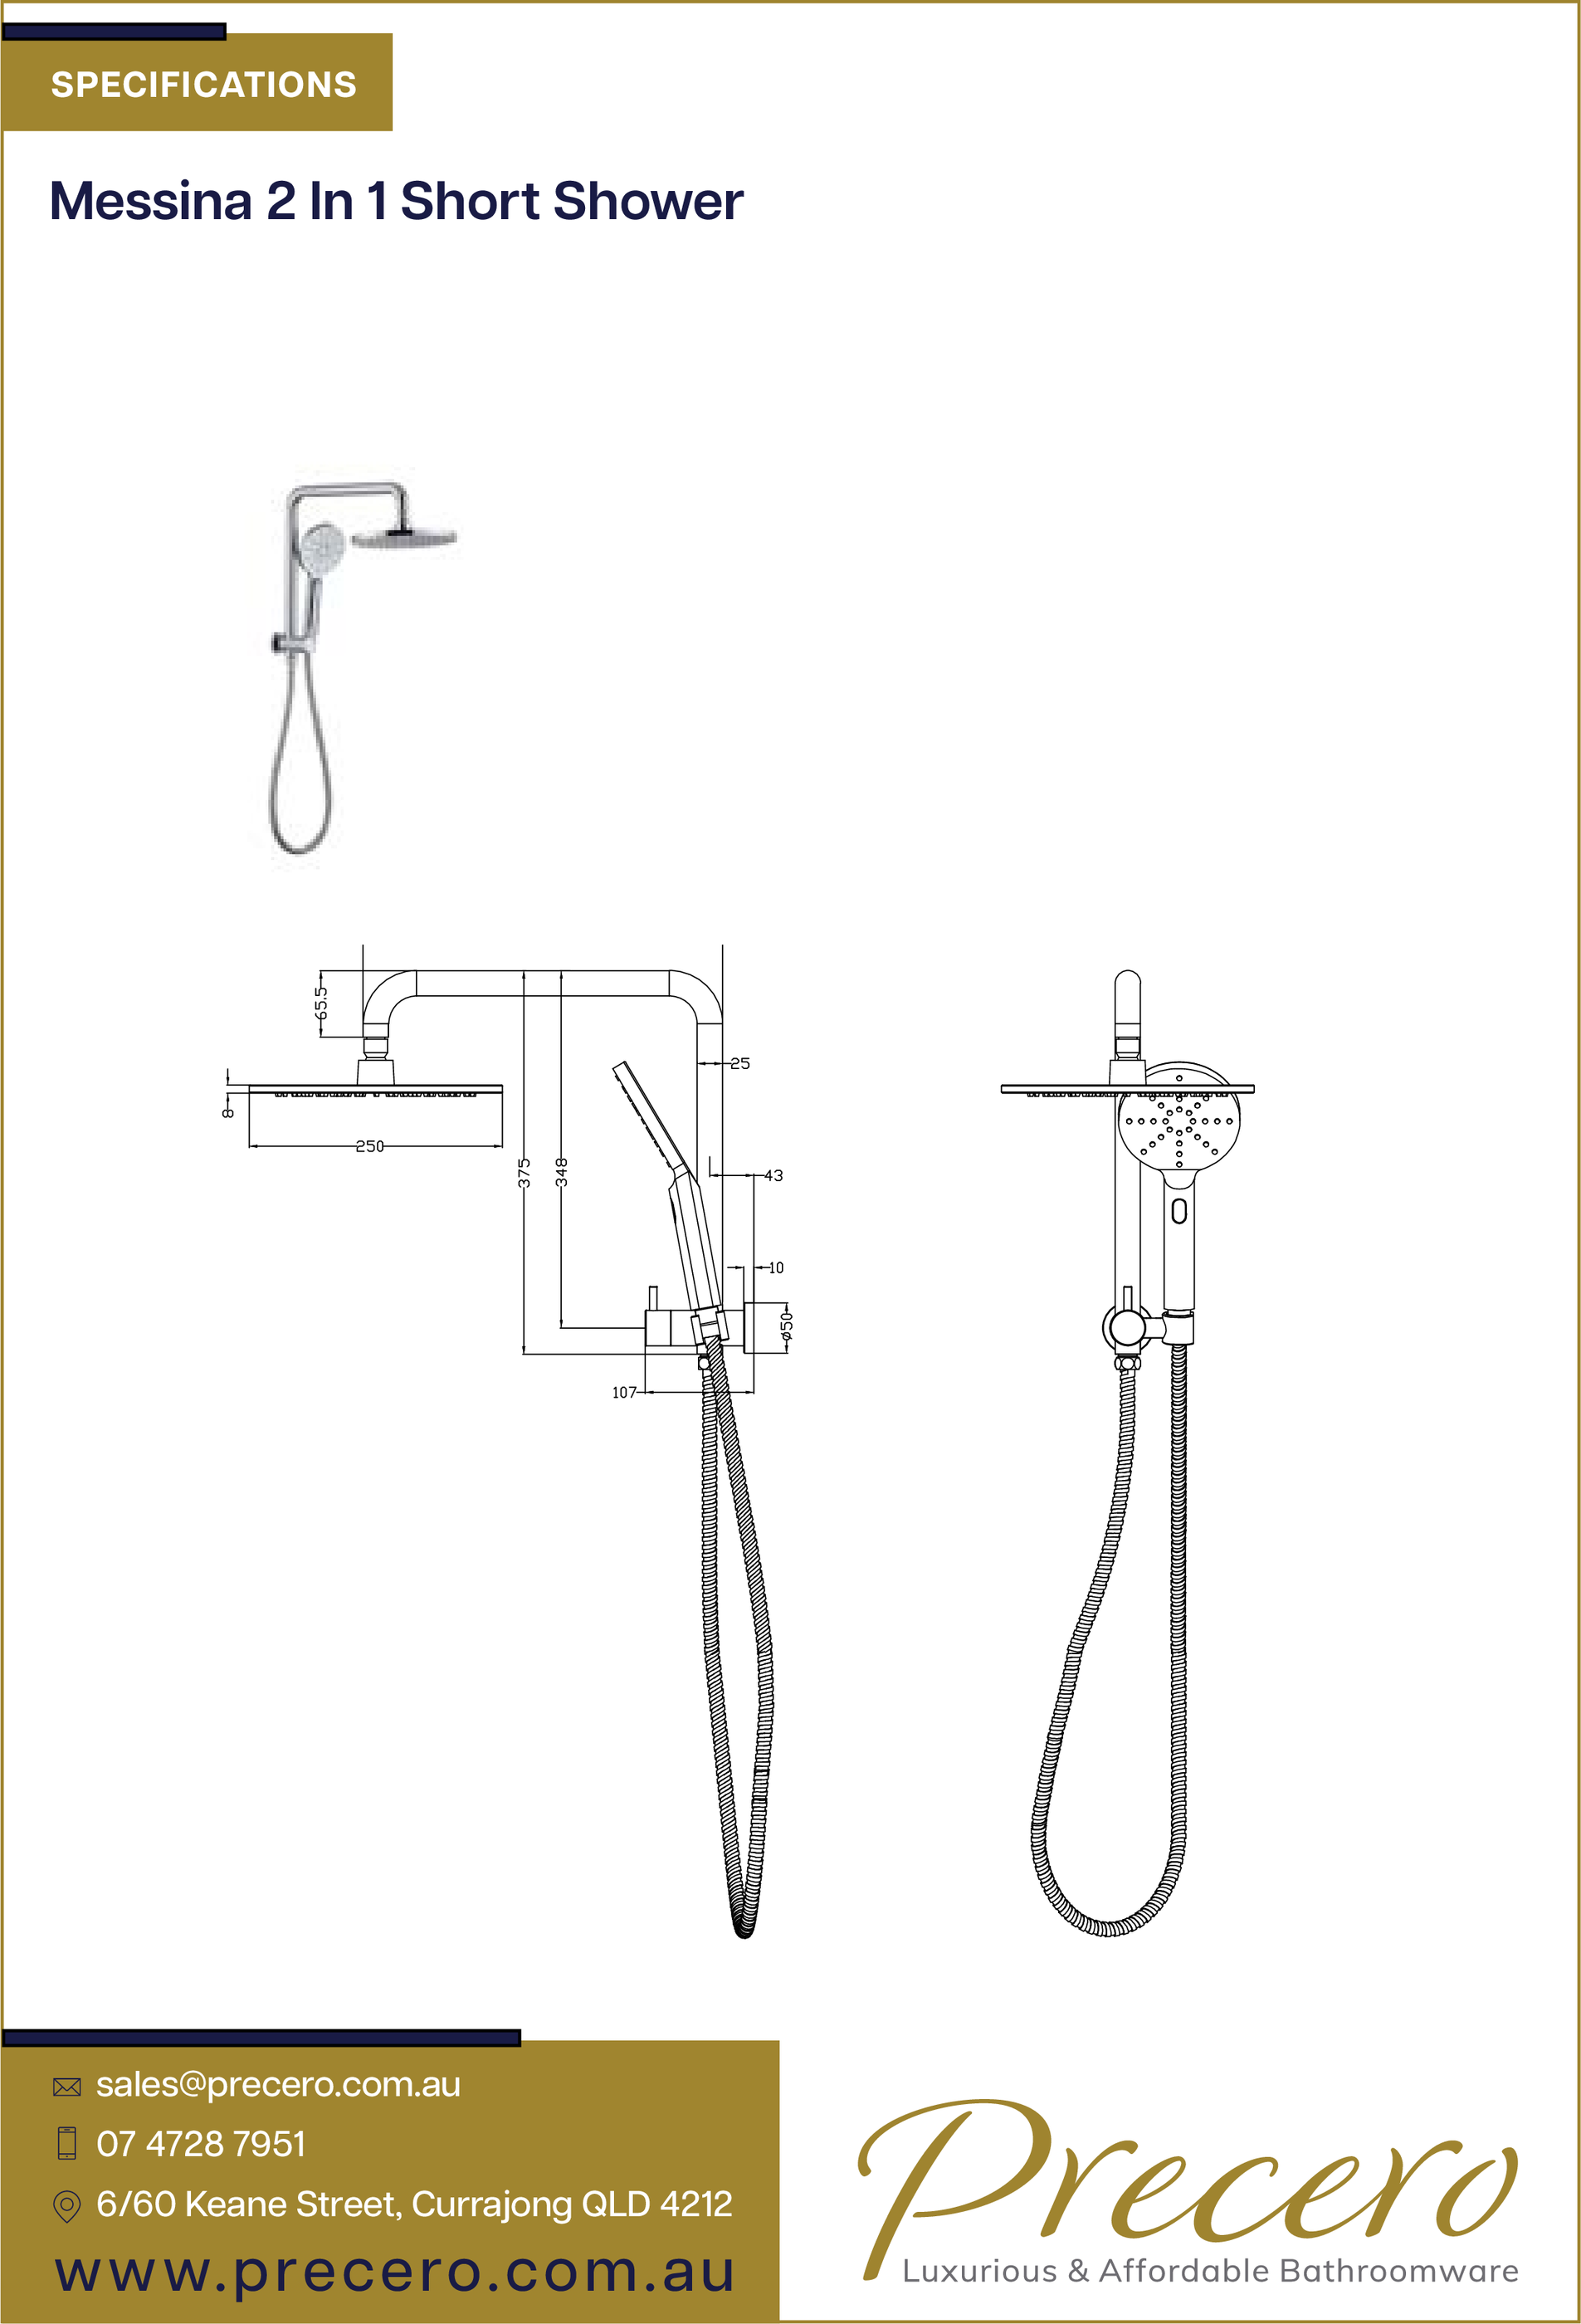 SPECIFICATIONS
Messina 2 In 1 Short Shower
65.5
25
8
250
375
348
43
10
ø50
107
sales@precero.com.au
07 4728 7951
6/60 Keane Street, Currajong QLD 4212
www.precero.com.au
Precero
Luxurious & Affordable Bathroomware